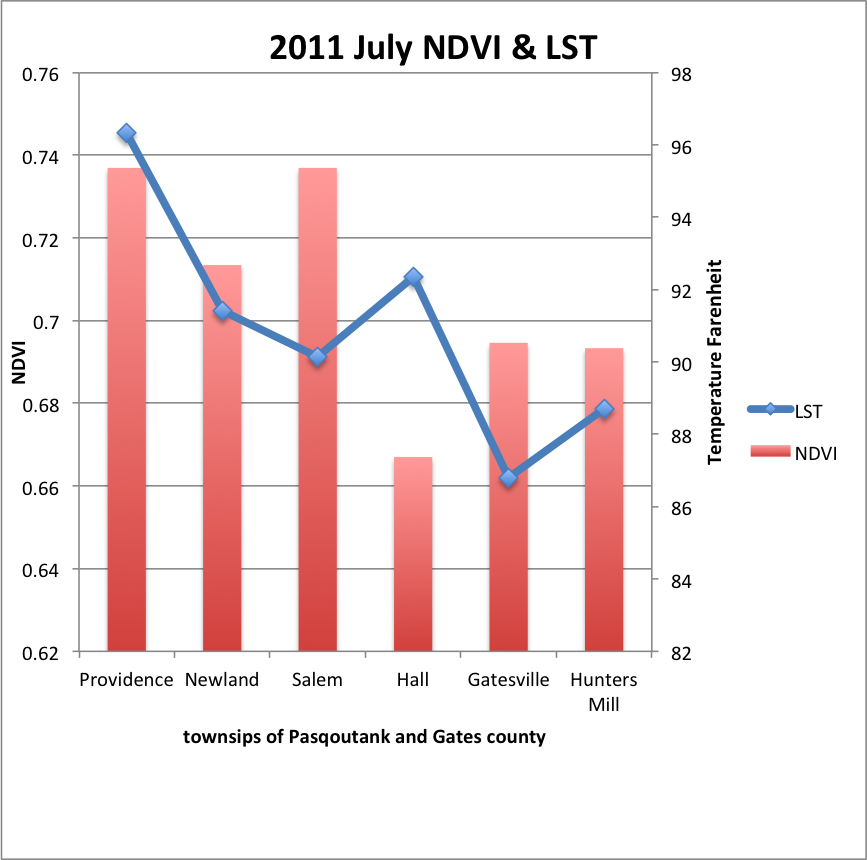 2011 July NDVI & LST
0.76
0.74
0.72
0.7
0.68
0.66
0.64
0.62
NDVI
98
96
94
92
90
88
86
84
82
Temperature Farenheit
LST
NDVI
Providence Newland Salem Hall Gatesville Hunters
Mill
townsips of Pasqoutank and Gates county